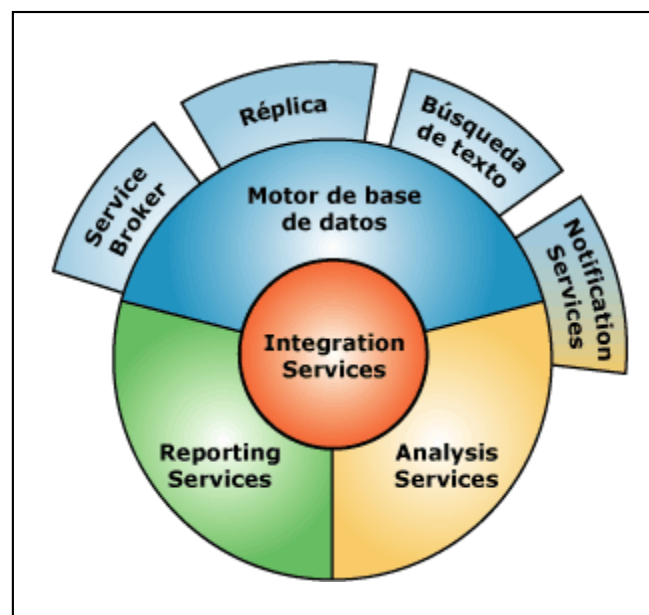 Service
Broker
Réplica
Búsqueda
de texto
Notification
Services
Motor de base
de datos
Integration
Services
Reporting
Services
Analysis
Services